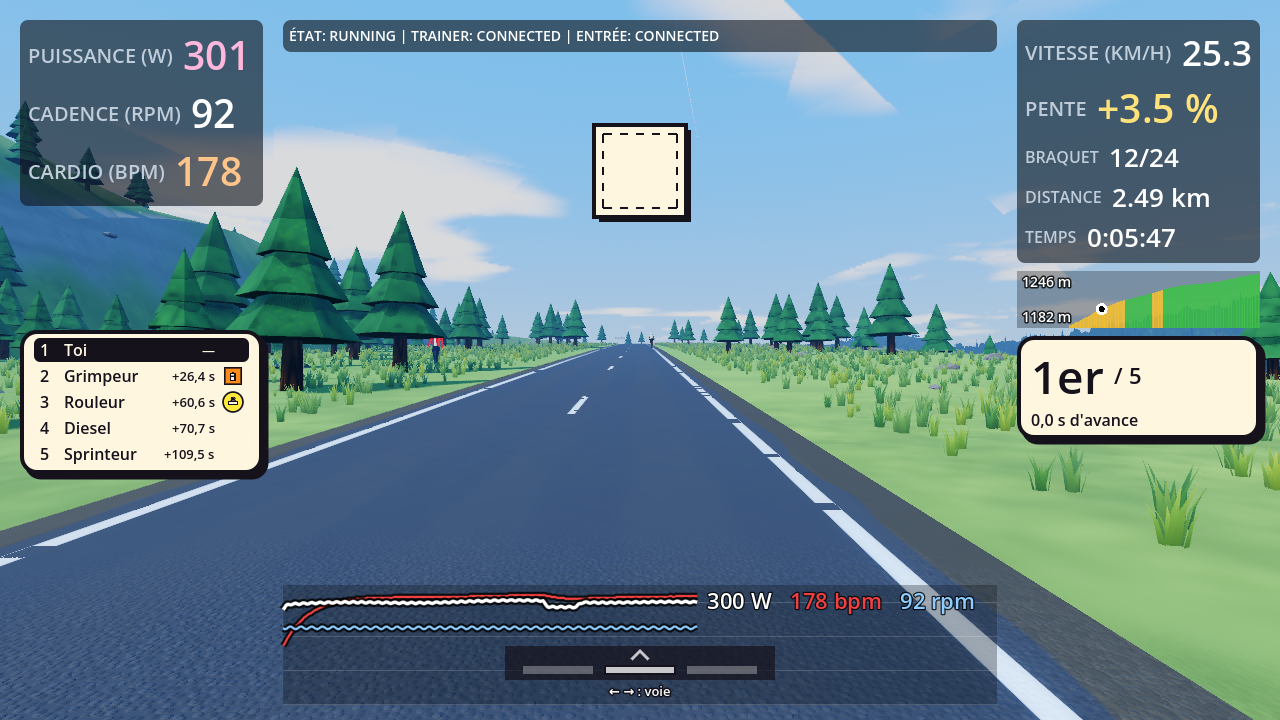 PUISSANCE (W) 301
CADENCE (RPM) 92
CARDIO (BPM) 178
ÉTAT: RUNNING | TRAINER: CONNECTED | ENTRÉE: CONNECTED
VITESSE (KM/H) 25.3
PENTE +3.5 %
BRAQUET 12/24
DISTANCE 2.49 km
TEMPS 0:05:47
1246 m
1182 m
1 Toi —
2 Grimpeur +26,4 s
3 Rouleur +60,6 s
4 Diesel +70,7 s
5 Sprinteur +109,5 s
1er / 5
0,0 s d'avance
300 W 178 bpm 92 rpm
← → : voie